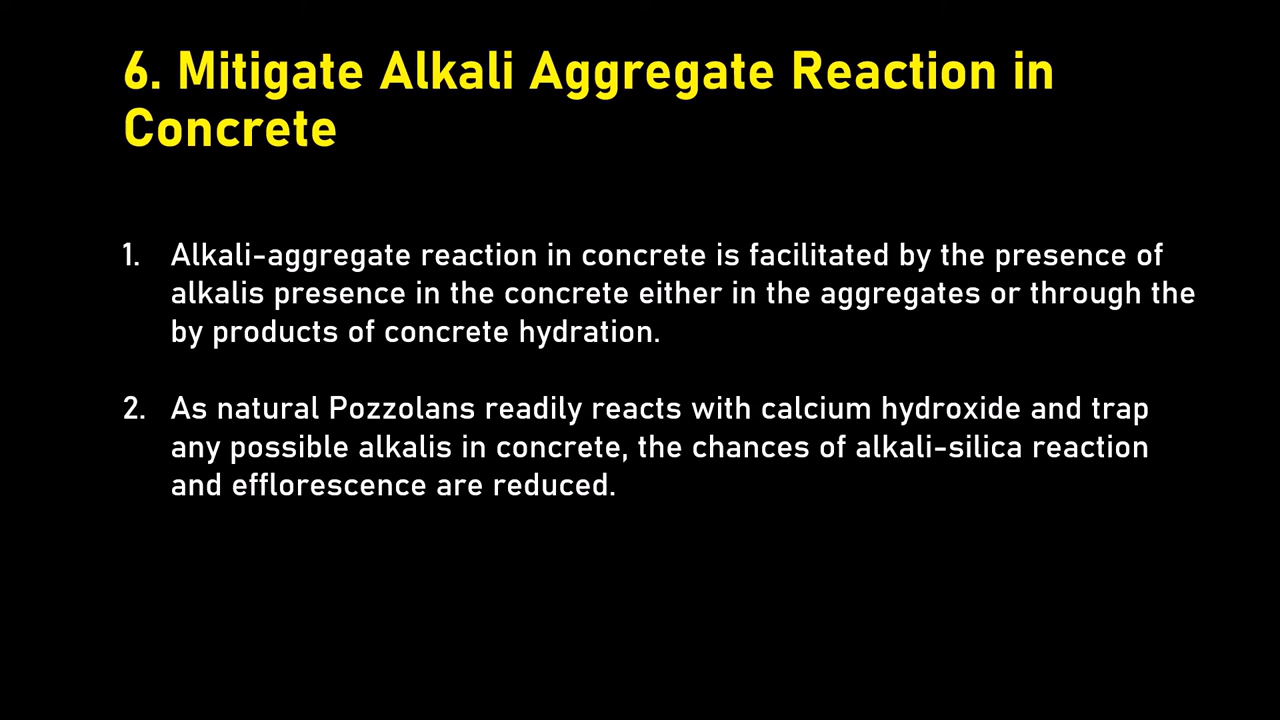 6. Mitigate Alkali Aggregate Reaction in
Concrete
1. Alkali-aggregate reaction in concrete is facilitated by the presence of
alkalis presence in the concrete either in the aggregates or through the
by products of concrete hydration.
2. As natural Pozzolans readily reacts with calcium hydroxide and trap
any possible alkalis in concrete, the chances of alkali-silica reaction
and efflorescence are reduced.